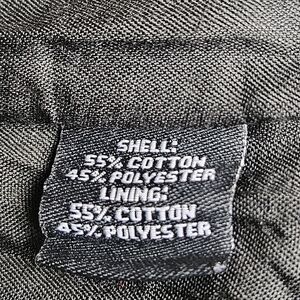 SHELL:
55% COTTON
45% POLYESTER
LINING:
55% COTTON
45% POLYESTER